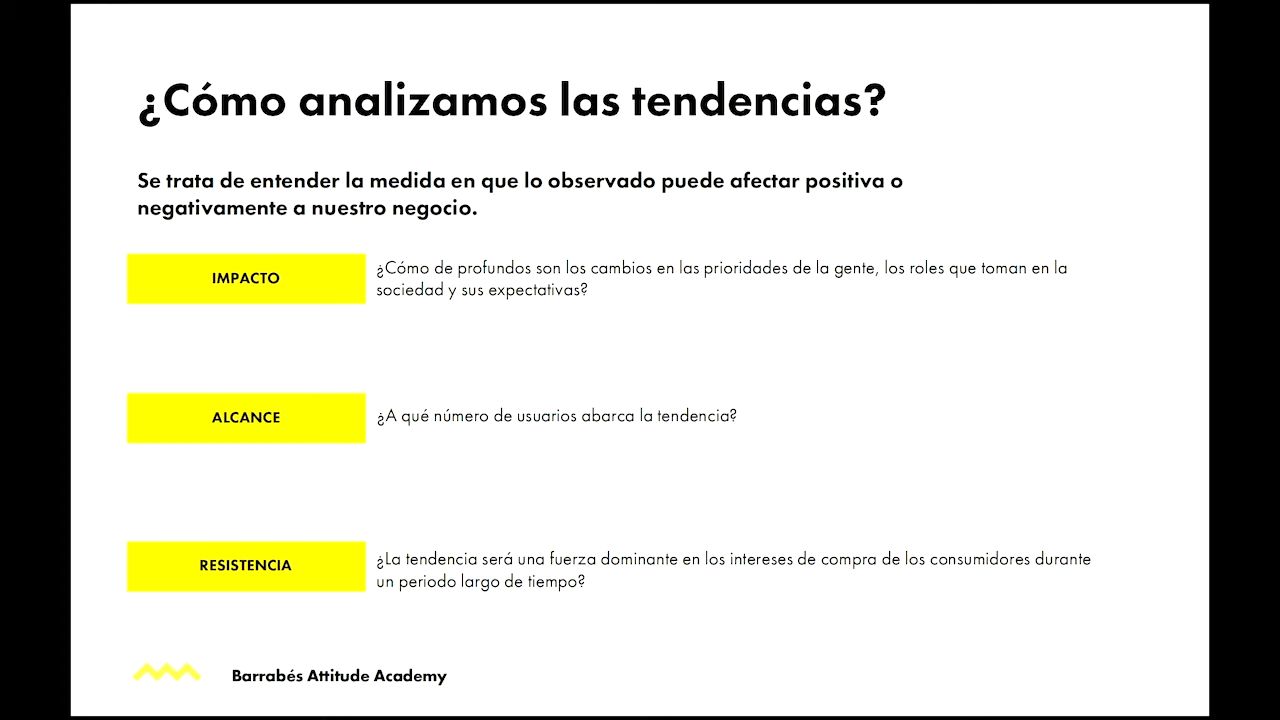 ¿Cómo analizamos las tendencias?
Se trata de entender la medida en que lo observado puede afectar positiva o
negativamente a nuestro negocio.
IMPACTO
¿Cómo de profundos son los cambios en las prioridades de la gente, los roles que toman en la
sociedad y sus expectativas?
ALCANCE
¿A qué número de usuarios abarca la tendencia?
RESISTENCIA
¿La tendencia será una fuerza dominante en los intereses de compra de los consumidores durante
un periodo largo de tiempo?
Barrabés Attitude Academy